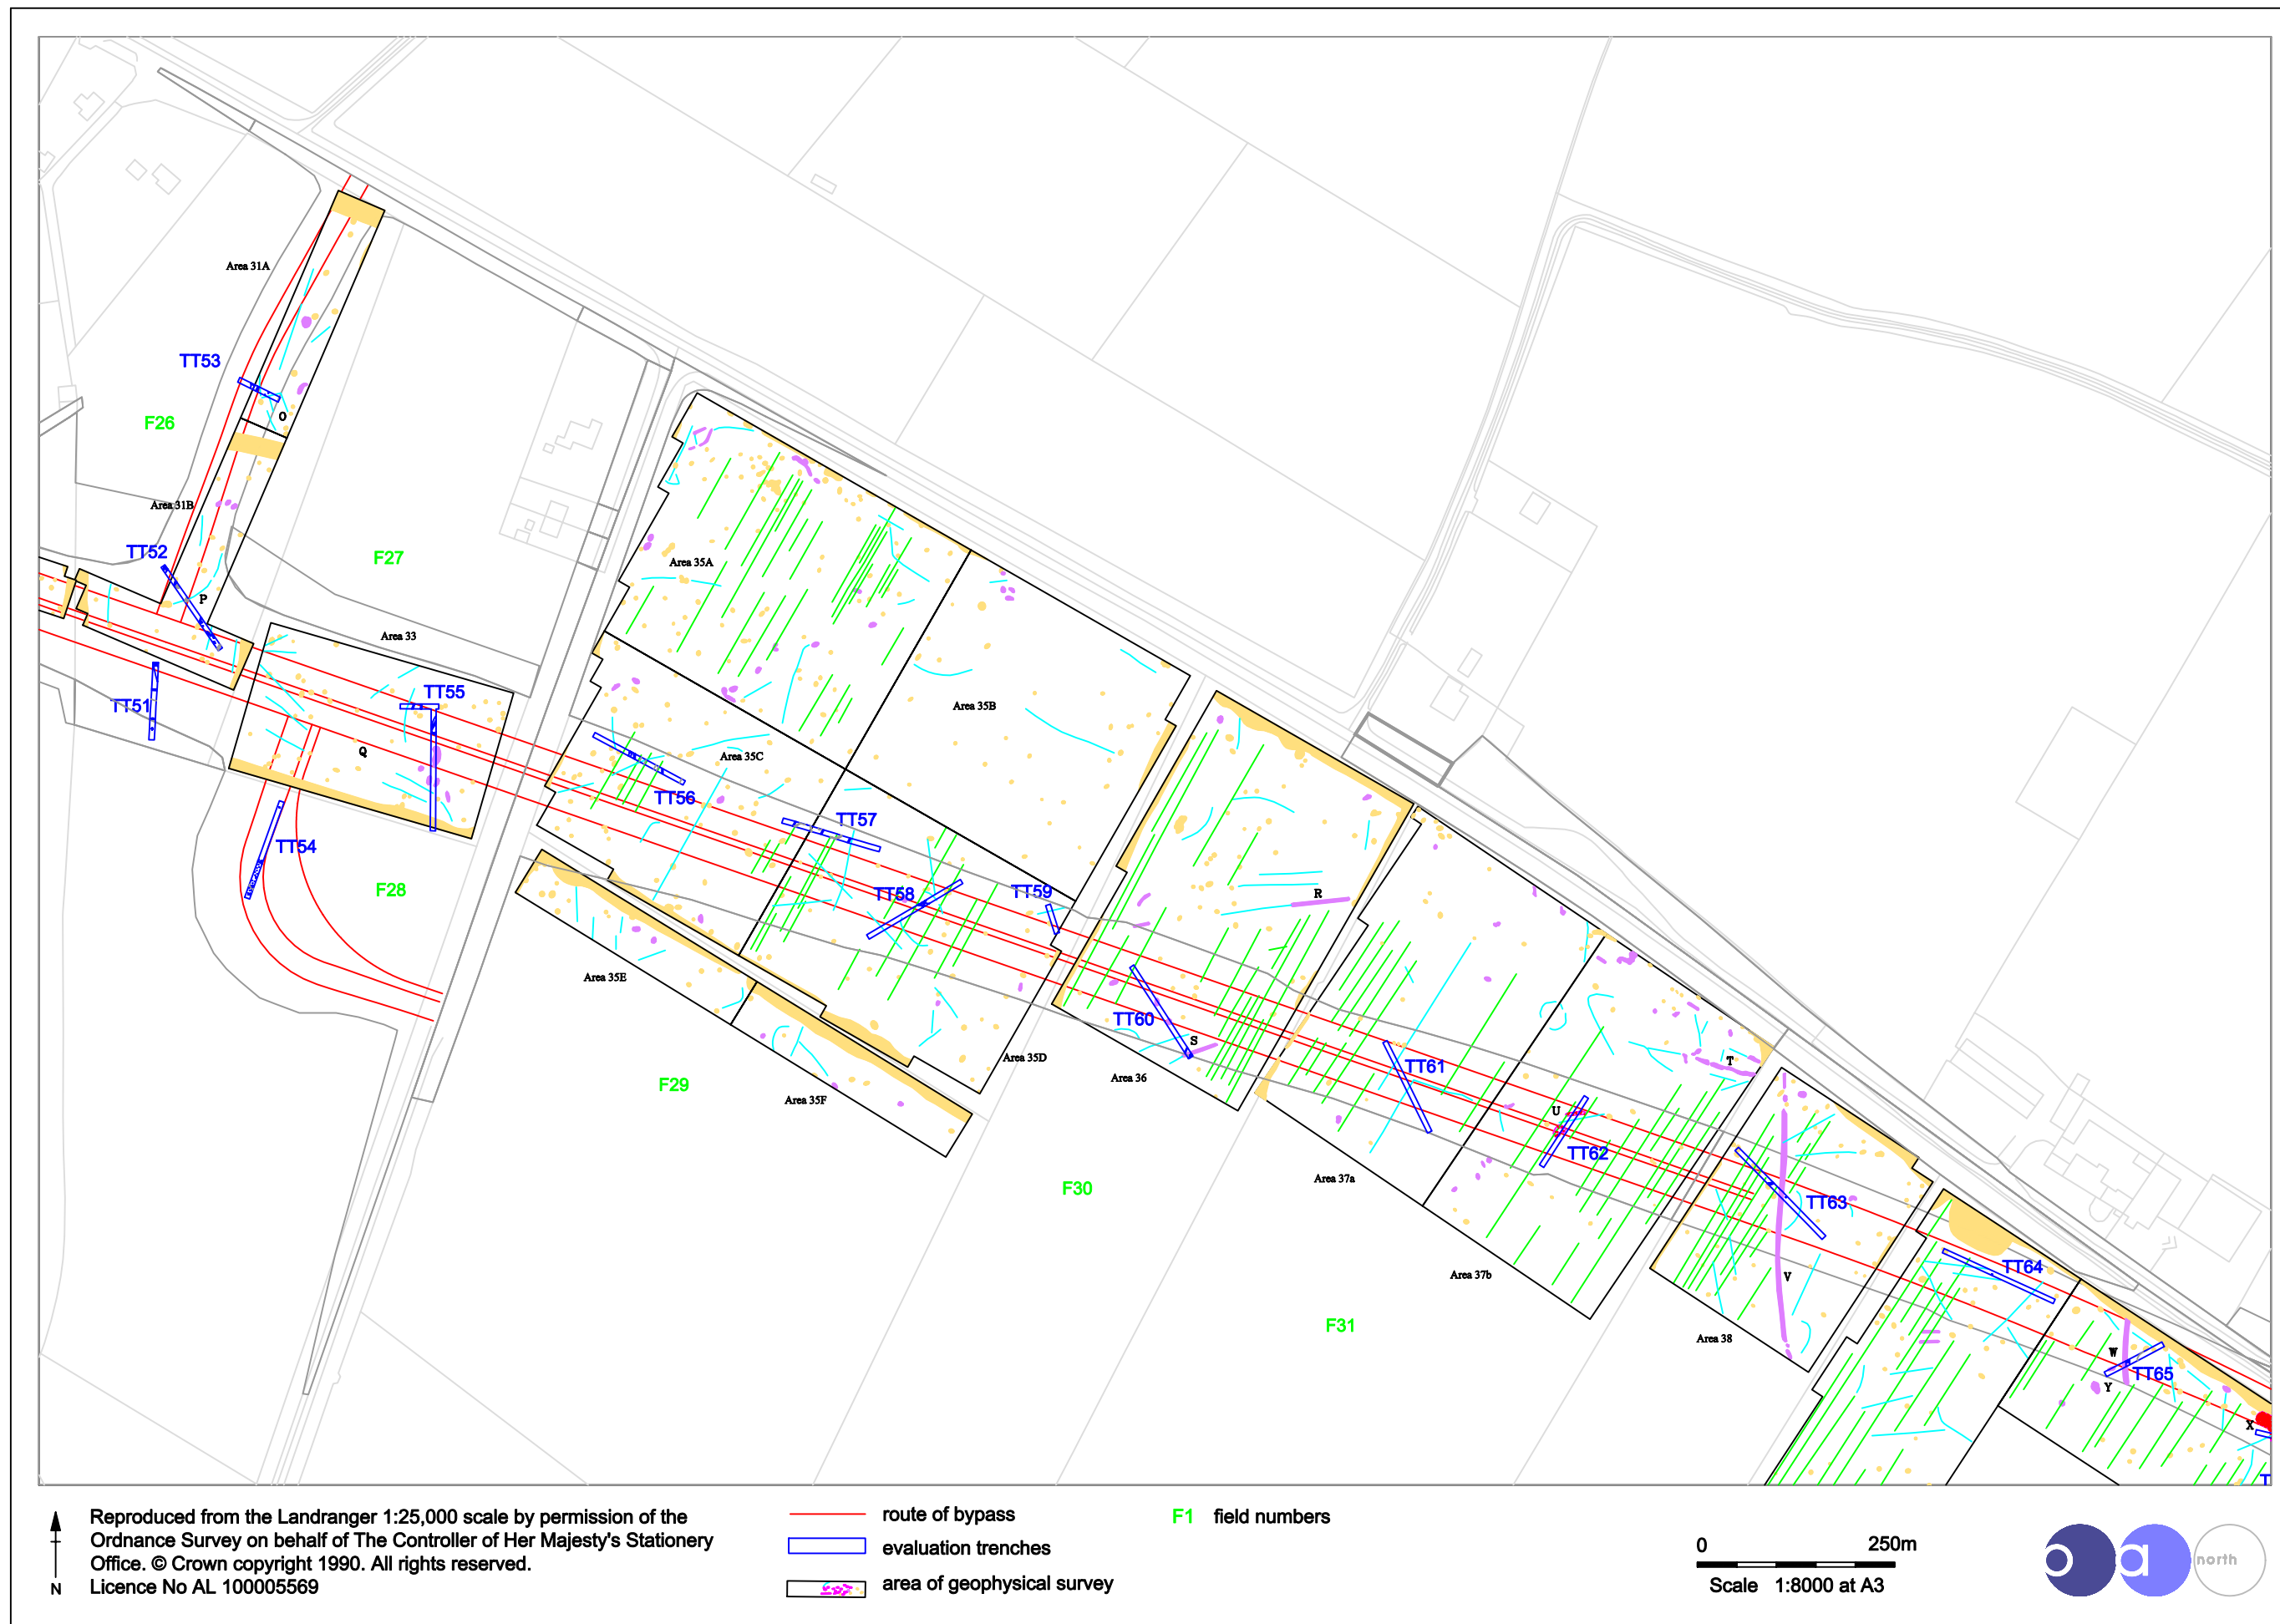 Area 31A
TT53
F26
O
Area 31B
TT52
F27
P
Area 33
TT51
TT55
Q
TT54
F28
Area 35A
Area 35B
Area 35C
TT56
TT57
TT58
TT59
Area 35E
Area 35D
Area 35F
F29
R
TT60
S
Area 36
F30
TT61
T
U
TT62
Area 37a
Area 37b
F31
TT63
V
Area 38
TT64
W
TT65
Y
X
T
Reproduced from the Landranger 1:25,000 scale by permission of the
Ordnance Survey on behalf of The Controller of Her Majesty's Stationery
Office. © Crown copyright 1990. All rights reserved.
Licence No AL 100005569
N
route of bypass
evaluation trenches
area of geophysical survey
F1 field numbers
0 250m
Scale 1:8000 at A3
oa north